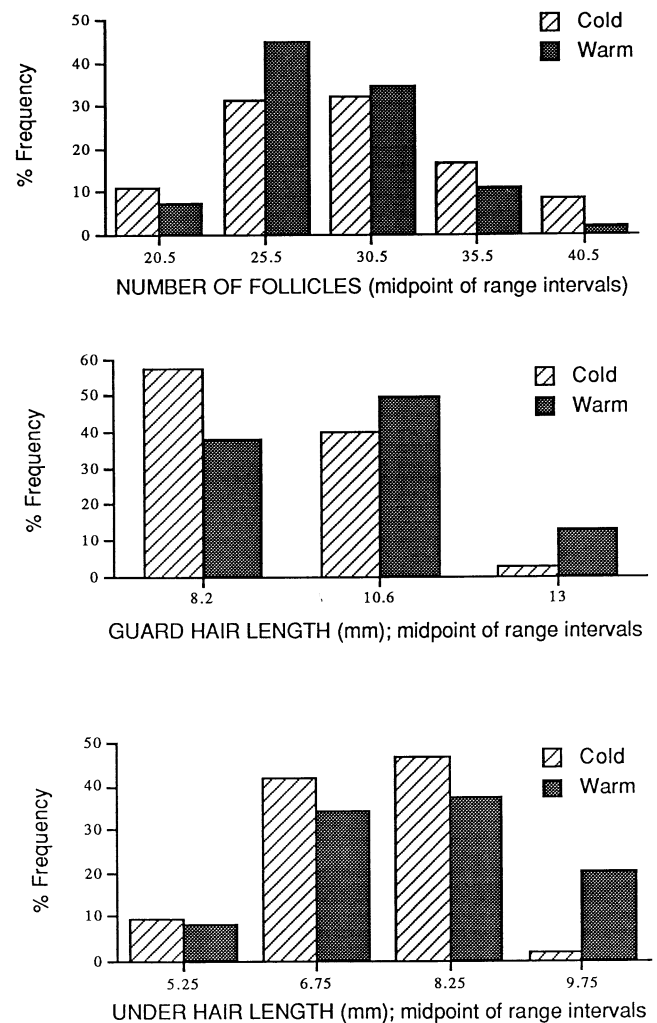 50
Cold
Warm
40
30
20
10
0
% Frequency
20.5 25.5 30.5 35.5 40.5
NUMBER OF FOLLICLES (midpoint of range intervals)
60
Cold
50
Warm
40
30
20
10
0
% Frequency
8.2 10.6 13
GUARD HAIR LENGTH (mm); midpoint of range intervals
50
Cold
Warm
40
30
20
10
0
% Frequency
5.25 6.75 8.25 9.75
UNDER HAIR LENGTH (mm); midpoint of range intervals